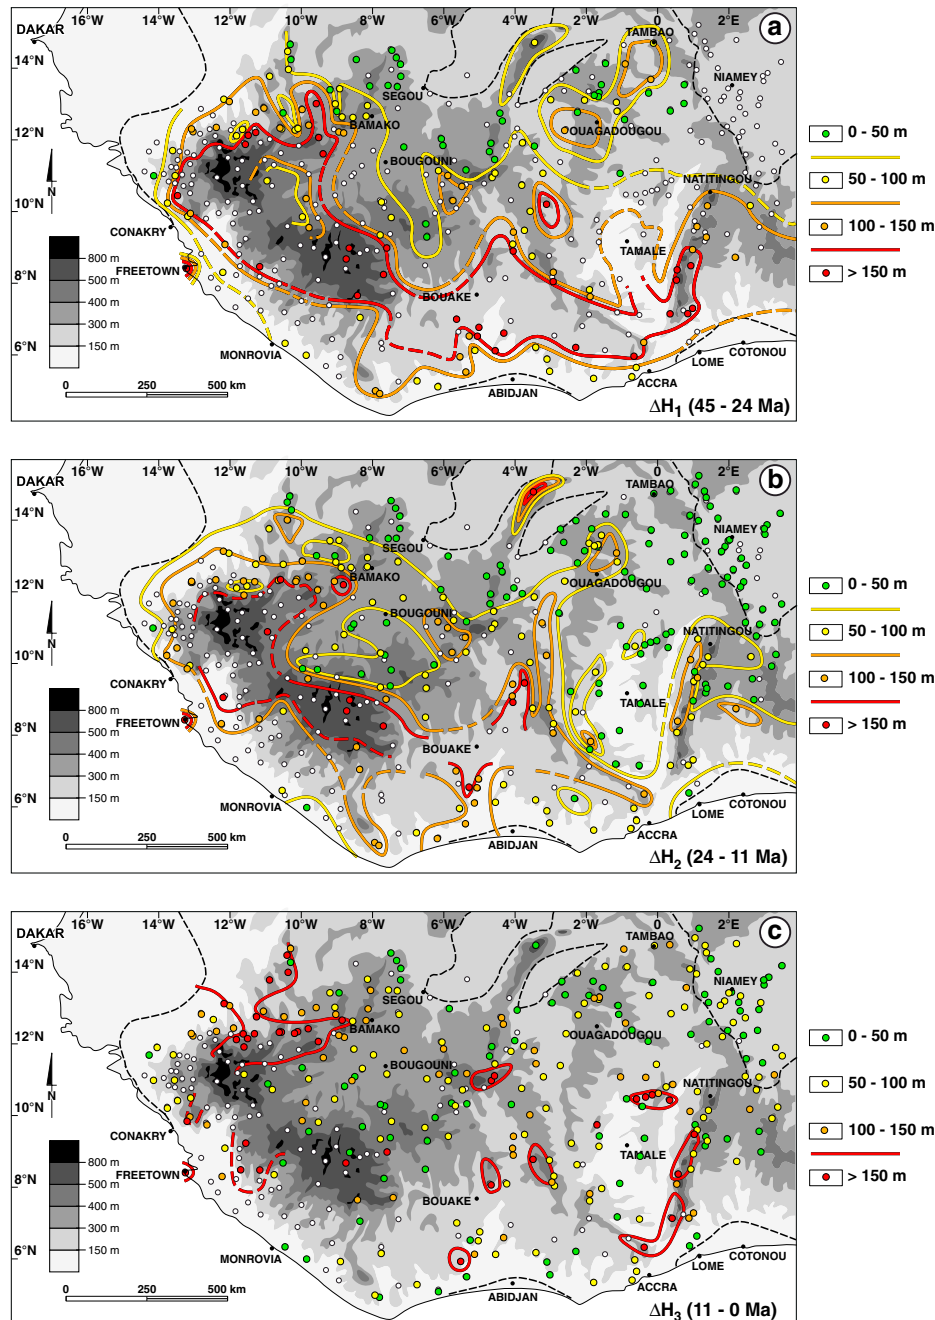 16°W 14°W 12°W 10°W 8°W 6°W 4°W 2°W 0 2°E
a
DAKAR
TAMBAO
14°N
NIAMEY
SEGOU
BAMAKO
OUAGADOUGOU
12°N
BOUGOUNI
NATITINGOU
N
10°N
CONAKRY
TAMALE
800 m
FREETOWN
8°N
500 m
400 m
BOUAKE
300 m
150 m
6°N
MONROVIA
LOME
COTONOU
0 250 500 km
ABIDJAN
ACCRA
ΔH1 (45 - 24 Ma)
0 - 50 m
50 - 100 m
100 - 150 m
> 150 m
16°W 14°W 12°W 10°W 8°W 6°W 4°W 2°W 0 2°E
b
DAKAR
TAMBAO
14°N
NIAMEY
SEGOU
BAMAKO
OUAGADOUGOU
12°N
BOUGOUNI
NATITINGOU
N
10°N
CONAKRY
TAMALE
800 m
FREETOWN
8°N
500 m
400 m
BOUAKE
300 m
150 m
6°N
MONROVIA
LOME
COTONOU
0 250 500 km
ABIDJAN
ACCRA
ΔH2 (24 - 11 Ma)
0 - 50 m
50 - 100 m
100 - 150 m
> 150 m
16°W 14°W 12°W 10°W 8°W 6°W 4°W 2°W 0 2°E
c
DAKAR
TAMBAO
14°N
NIAMEY
SEGOU
BAMAKO
OUAGADOUGOU
12°N
BOUGOUNI
NATITINGOU
N
10°N
CONAKRY
TAMALE
800 m
FREETOWN
8°N
500 m
400 m
BOUAKE
300 m
150 m
6°N
MONROVIA
LOME
COTONOU
0 250 500 km
ABIDJAN
ACCRA
ΔH3 (11 - 0 Ma)
0 - 50 m
50 - 100 m
100 - 150 m
> 150 m